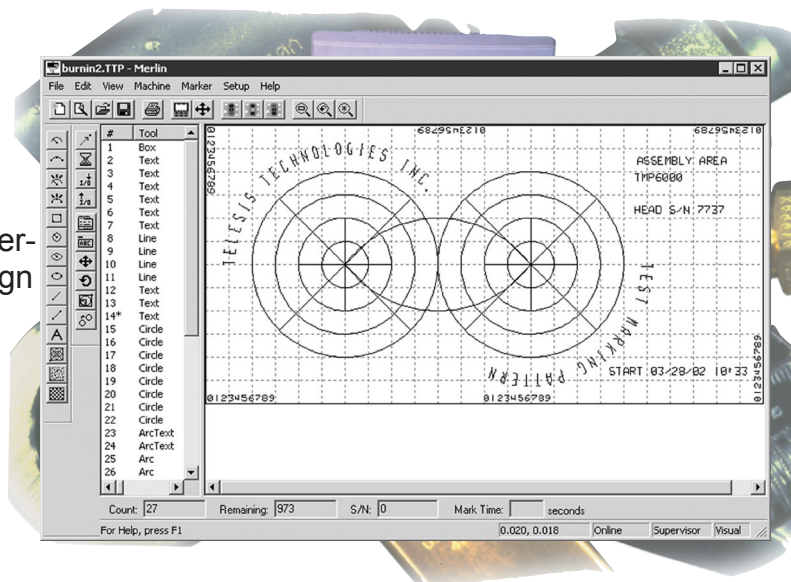 burnin2.TTP - Merlin
File Edit View Machine Marker Setup Help
# Tool
1 Box
2 Text
3 Text
4 Text
5 Text
6 Text
7 Text
8 Line
9 Line
10 Line
11 Line
12 Text
13 Text
14* Text
15 Circle
16 Circle
17 Circle
18 Circle
19 Circle
20 Circle
21 Circle
22 Circle
23 ArcText
24 ArcText
25 Arc
26 Arc
0123456789
0123456789
0123456789
TELESIS TECHNOLOGIES INC.
ASSEMBLY AREA
TMP6000
HEAD S/N 7737
TEST MARKING PATTERN
START 03/28/02 10:33
0123456789
0123456789
0123456789
er-
ign
Count: 27 Remaining: 973 S/N: 0 Mark Time: seconds
For Help, press F1 0.020, 0.018 Online Supervisor Visual